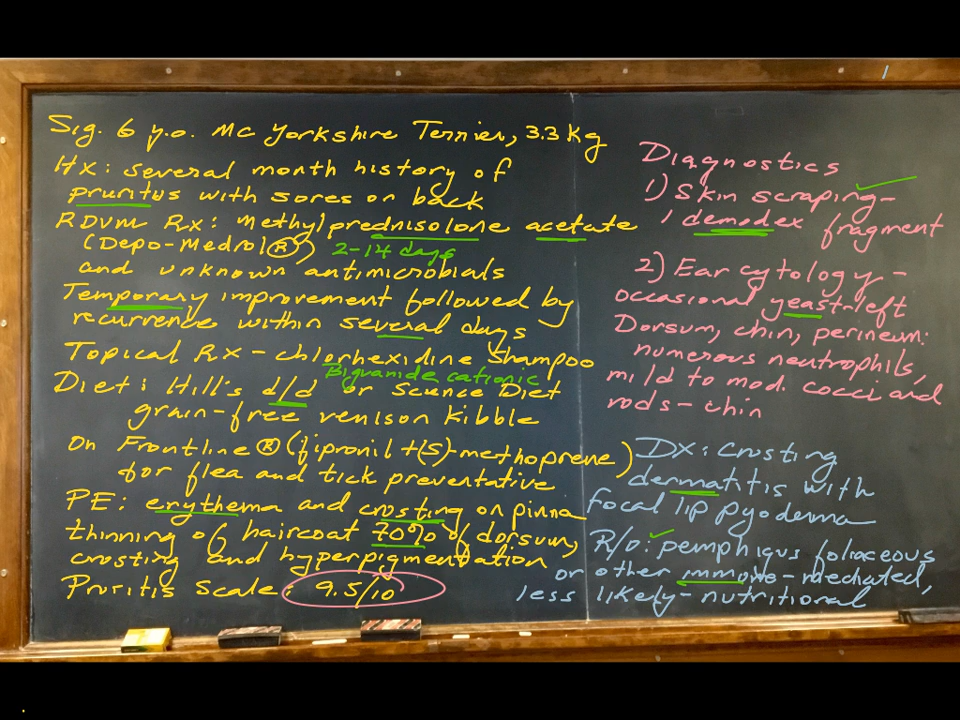 Sig. 6 y.o. MC Yorkshire Terrier, 3.3 kg
Hx: several month history of
pruritus with sores on back
RDVM Rx: methylprednisolone acetate
(Depo-Medrol®) 2-14 days
and unknown antimicrobials
Temporary improvement followed by
recurrence within several days
Topical Rx - chlorhexidine shampoo
Biguanide cationic
Diet: Hill's d/d or Science Diet
grain-free venison kibble
On Frontline® (fipronil +(S)-methoprene)
for flea and tick preventative
PE: erythema and crusting on pinna
thinning of haircoat 70% of dorsum,
crusting and hyperpigmentation
Pruritis Scale: 9.5/10
Diagnostics
1) Skin scraping-
1 demodex fragment
2) Ear cytology-
occasional yeast-left
Dorsum, chin, perineum:
numerous neutrophils,
mild to mod. cocci and
rods-chin
DX: Crusting
dermatitis with
focal lip pyoderma
R/o: pemphigus foliaceous
or other immune-mediated,
less likely-nutritional